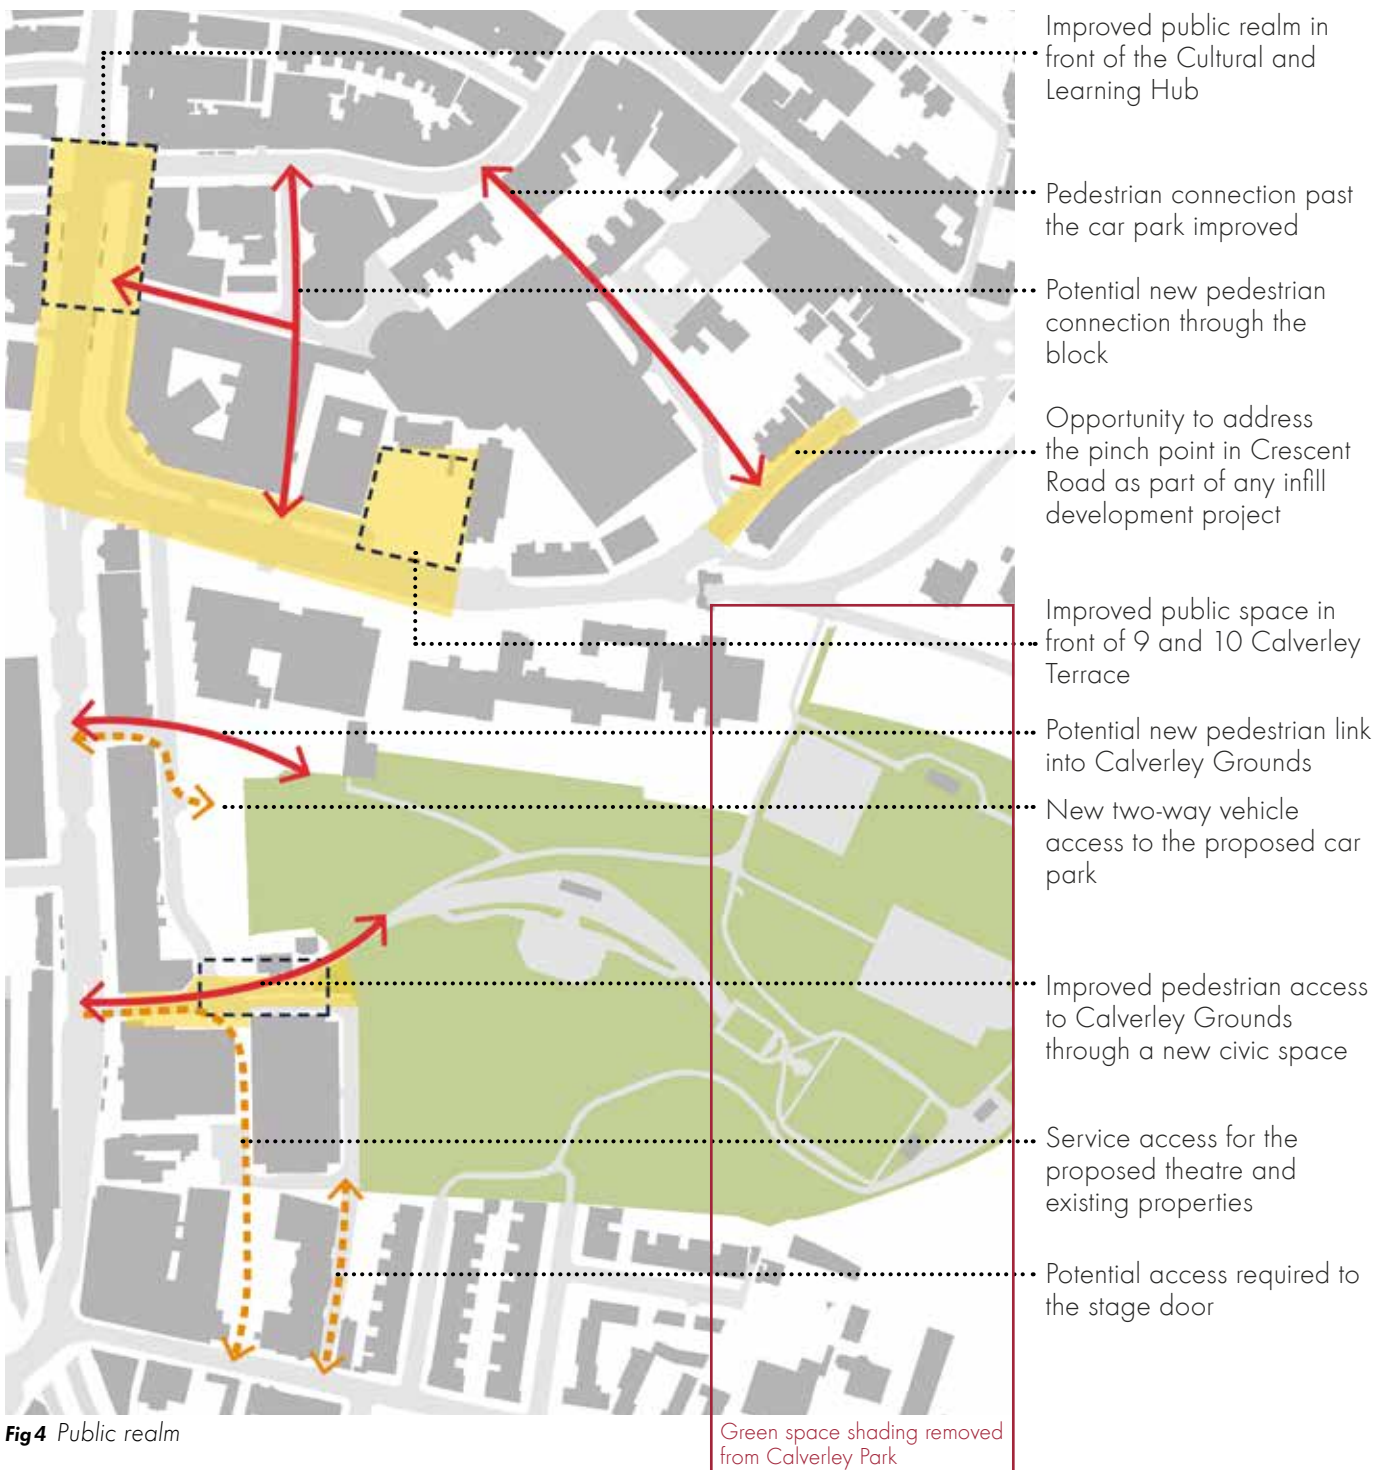 Improved public realm in
front of the Cultural and
Learning Hub
Pedestrian connection past
the car park improved
Potential new pedestrian
connection through the
block
Opportunity to address
the pinch point in Crescent
Road as part of any infill
development project
Improved public space in
front of 9 and 10 Calverley
Terrace
Potential new pedestrian link
into Calverley Grounds
New two-way vehicle
access to the proposed car
park
Improved pedestrian access
to Calverley Grounds
through a new civic space
Service access for the
proposed theatre and
existing properties
Potential access required to
the stage door
Fig 4 Public realm
Green space shading removed
from Calverley Park